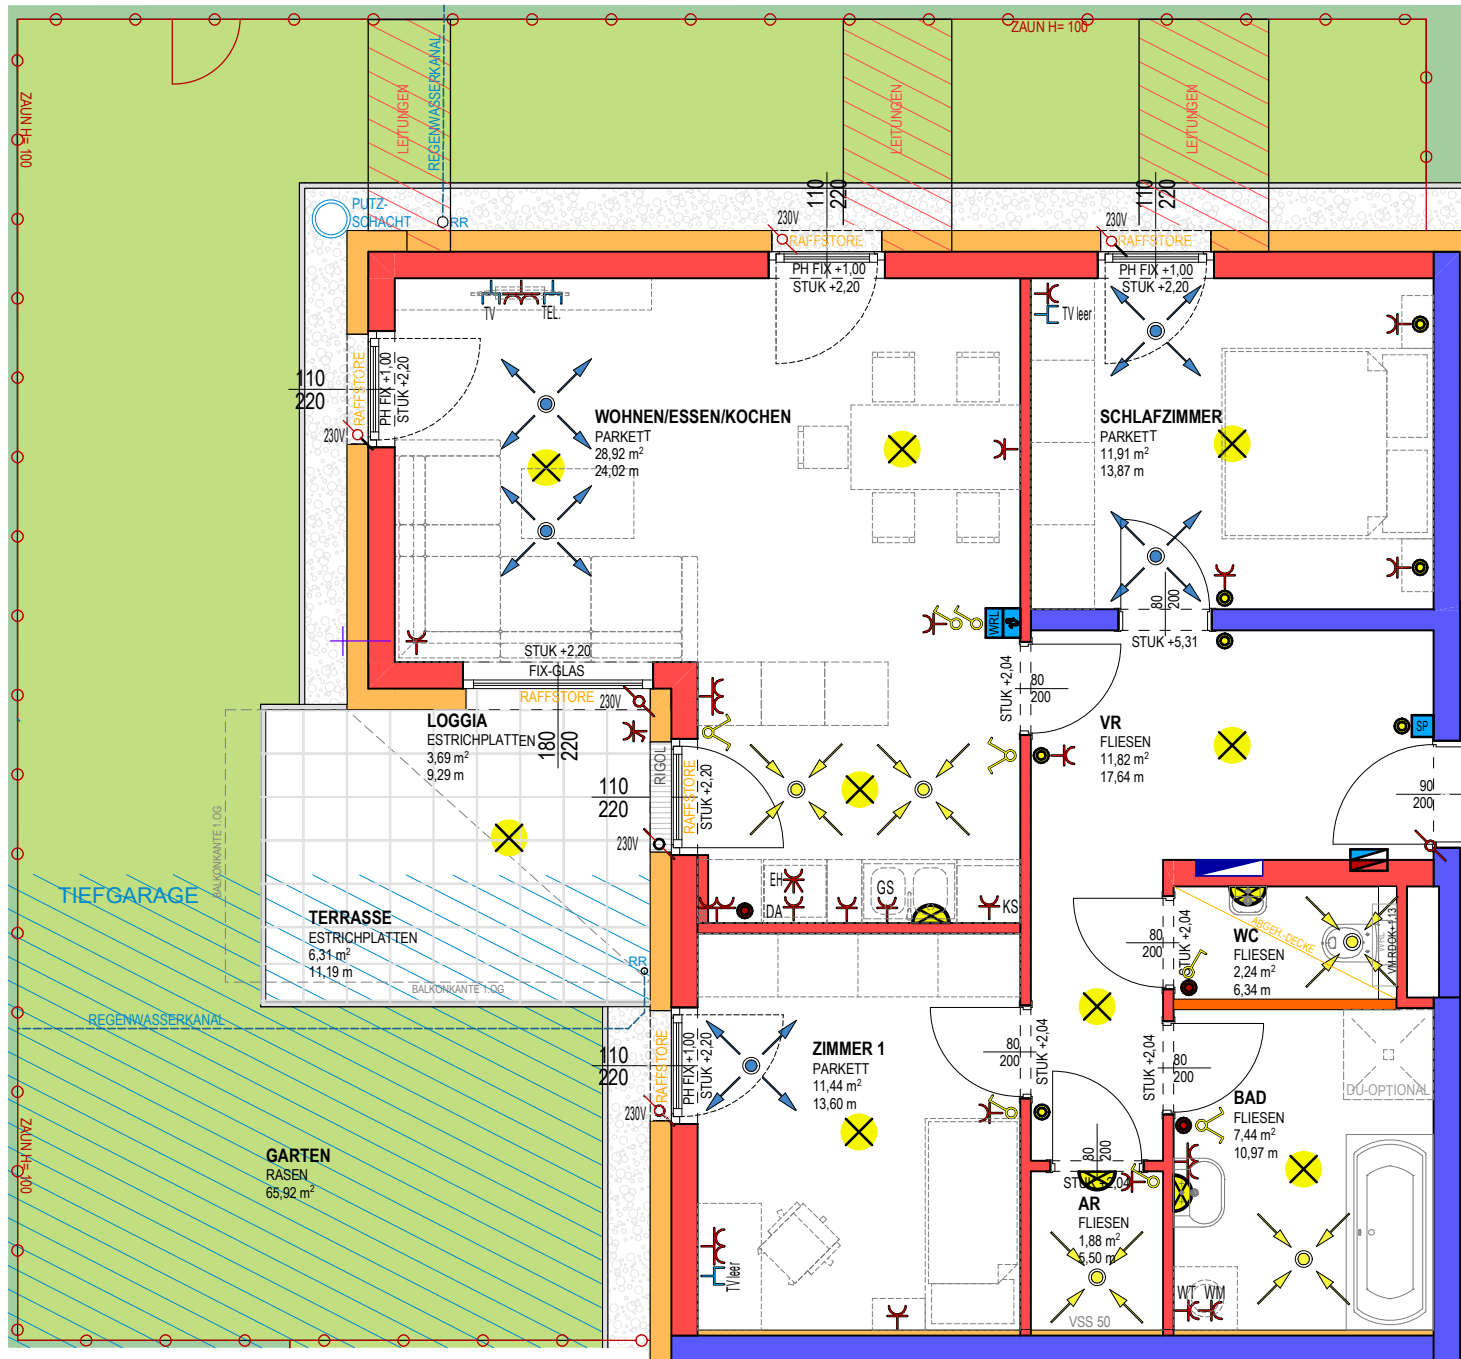 ZAUN H= 100
ZAUN H= 100
LEITUNGEN
REGENWASSERKANAL
LEITUNGEN
LEITUNGEN
PUTZ-
SCHACHT
RR
110
220
110
220
230V
RAFFSTORE
230V
RAFFSTORE
PH FIX +1,00
STUK +2,20
PH FIX +1,00
STUK +2,20
TV
TEL.
TV leer
110
220
RAFFSTORE
PH FIX +1,00
STUK +2,20
230V
WOHNEN/ESSEN/KOCHEN
PARKETT
28,92 m²
24,02 m
SCHLAFZIMMER
PARKETT
11,91 m²
13,87 m
80
200
STUK +5,31
WRL
STUK +2,20
FIX-GLAS
RAFFSTORE
230V
180
220
STUK +2,04
80
200
LOGGIA
ESTRICHPLATTEN
3,69 m²
9,29 m
RIGOL
RAFFSTORE
STUK +2,20
110
220
230V
VR
FLIESEN
11,82 m²
17,64 m
SP
90
200
BALKONKANTE 1.OG
TIEFGARAGE
TERRASSE
ESTRICHPLATTEN
6,31 m²
11,19 m
BALKONKANTE 1.OG
RR
REGENWASSERKANAL
EH
DA
GS
KS
80
200
STUK +2,04
WC
FLIESEN
2,24 m²
6,34 m
ABGEH.-DECKE
WRL
VM RDOK+1,13
110
220
RAFFSTORE
PH FIX +1,00
STUK +2,20
230V
ZIMMER 1
PARKETT
11,44 m²
13,60 m
80
200
STUK +2,04
STUK +2,04
80
200
DU-OPTIONAL
BAD
FLIESEN
7,44 m²
10,97 m
80
200
STUK +2,04
AR
FLIESEN
1,88 m²
5,50 m
VSS 50
WT
WM
TV leer
ZAUN H= 100
GARTEN
RASEN
65,92 m²